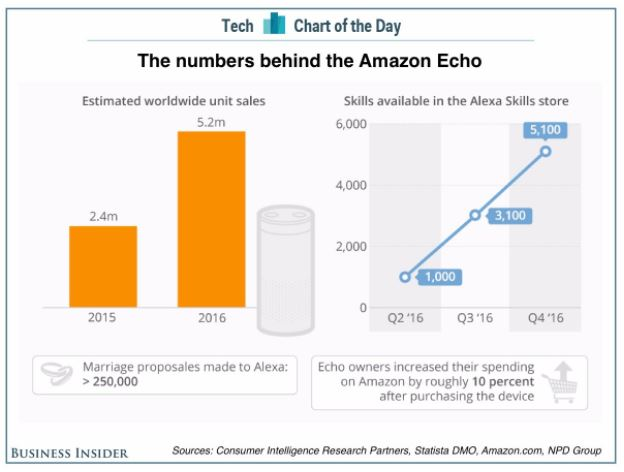 Tech Chart of the Day
The numbers behind the Amazon Echo
Estimated worldwide unit sales
5.2m
2.4m
2015 2016
Skills available in the Alexa Skills store
6,000
5,100
4,000
3,100
2,000
1,000
0
Q2 ‘16 Q3 ‘16 Q4 ‘16
Marriage proposales made to Alexa:
> 250,000
Echo owners increased their spending
on Amazon by roughly 10 percent
after purchasing the device
BUSINESS INSIDER
Sources: Consumer Intelligence Research Partners, Statista DMO, Amazon.com, NPD Group